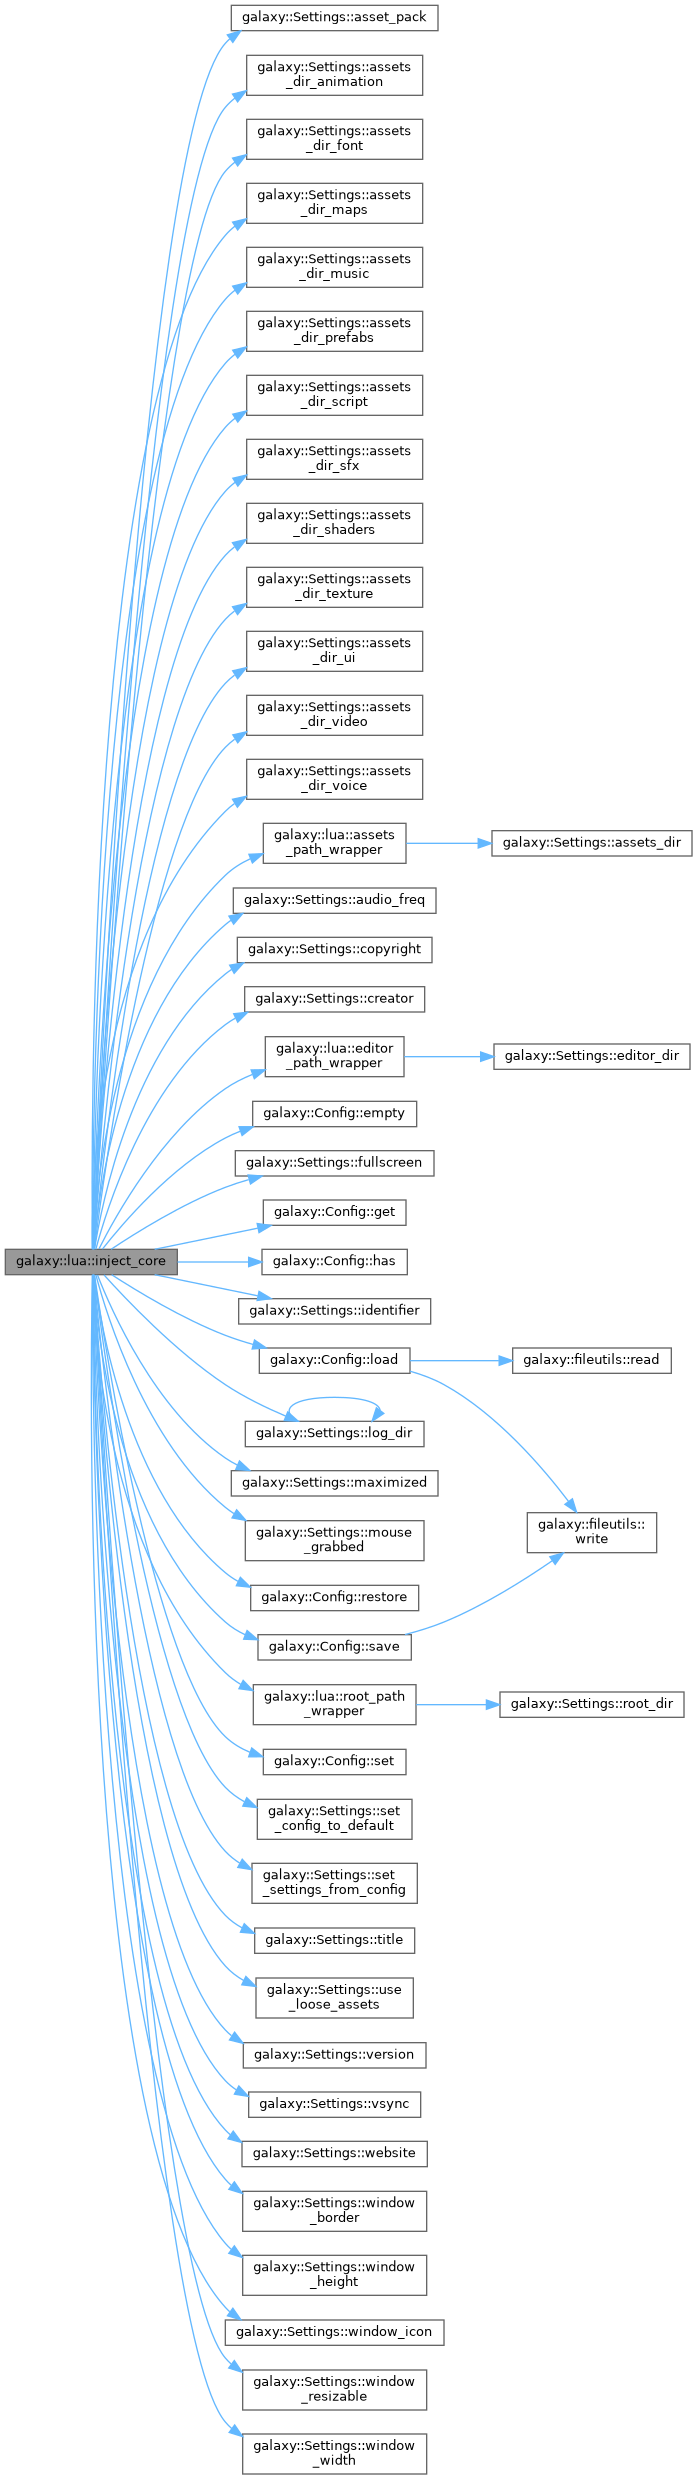 galaxy::Settings::asset_pack
galaxy::Settings::assets
_dir_animation
galaxy::Settings::assets
_dir_font
galaxy::Settings::assets
_dir_maps
galaxy::Settings::assets
_dir_music
galaxy::Settings::assets
_dir_prefabs
galaxy::Settings::assets
_dir_script
galaxy::Settings::assets
_dir_sfx
galaxy::Settings::assets
_dir_shaders
galaxy::Settings::assets
_dir_texture
galaxy::Settings::assets
_dir_ui
galaxy::Settings::assets
_dir_video
galaxy::Settings::assets
_dir_voice
galaxy::lua::assets
_path_wrapper
galaxy::Settings::assets_dir
galaxy::Settings::audio_freq
galaxy::Settings::copyright
galaxy::Settings::creator
galaxy::lua::editor
_path_wrapper
galaxy::Settings::editor_dir
galaxy::Config::empty
galaxy::Settings::fullscreen
galaxy::Config::get
galaxy::lua::inject_core
galaxy::Config::has
galaxy::Settings::identifier
galaxy::Config::load
galaxy::fileutils::read
galaxy::Settings::log_dir
galaxy::Settings::maximized
galaxy::Settings::mouse
_grabbed
galaxy::fileutils::
write
galaxy::Config::restore
galaxy::Config::save
galaxy::lua::root_path
_wrapper
galaxy::Settings::root_dir
galaxy::Config::set
galaxy::Settings::set
_config_to_default
galaxy::Settings::set
_settings_from_config
galaxy::Settings::title
galaxy::Settings::use
_loose_assets
galaxy::Settings::version
galaxy::Settings::vsync
galaxy::Settings::website
galaxy::Settings::window
_border
galaxy::Settings::window
_height
galaxy::Settings::window_icon
galaxy::Settings::window
_resizable
galaxy::Settings::window
_width